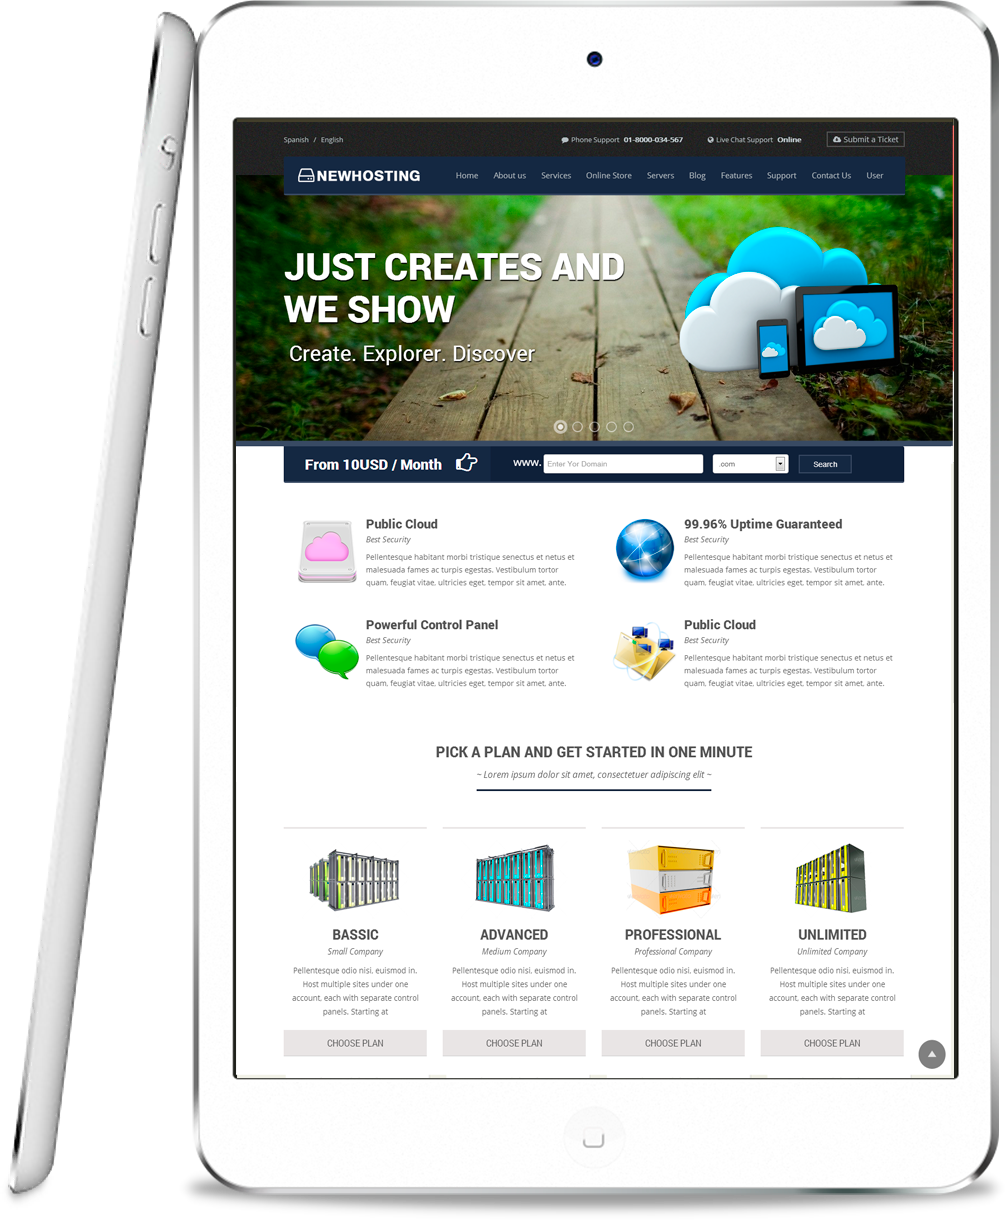 Spanish / English
Phone Support 01-8000-034-567
Live Chat Support Online
Submit a Ticket
NEWHOSTING
Home About us Services Online Store Servers Blog Features Support Contact Us User
JUST CREATES AND
WE SHOW
Create. Explorer. Discover
From 10USD / Month
www. Enter Yor Domain
.com
Search
Public Cloud
Best Security
Pellentesque habitant morbi tristique senectus et netus et
malesuada fames ac turpis egestas. Vestibulum tortor
quam, feugiat vitae, ultricies eget, tempor sit amet, ante.
99.96% Uptime Guaranteed
Best Security
Pellentesque habitant morbi tristique senectus et netus et
malesuada fames ac turpis egestas. Vestibulum tortor
quam, feugiat vitae, ultricies eget, tempor sit amet, ante.
Powerful Control Panel
Best Security
Pellentesque habitant morbi tristique senectus et netus et
malesuada fames ac turpis egestas. Vestibulum tortor
quam, feugiat vitae, ultricies eget, tempor sit amet, ante.
Public Cloud
Best Security
Pellentesque habitant morbi tristique senectus et netus et
malesuada fames ac turpis egestas. Vestibulum tortor
quam, feugiat vitae, ultricies eget, tempor sit amet, ante.
PICK A PLAN AND GET STARTED IN ONE MINUTE
~ Lorem ipsum dolor sit amet, consectetuer adipiscing elit ~
BASSIC
Small Company
Pellentesque odio nisi, euismod in,
Host multiple sites under one
account, each with separate control
panels. Starting at
CHOOSE PLAN
ADVANCED
Medium Company
Pellentesque odio nisi, euismod in,
Host multiple sites under one
account, each with separate control
panels. Starting at
CHOOSE PLAN
PROFESSIONAL
Professional Company
Pellentesque odio nisi, euismod in,
Host multiple sites under one
account, each with separate control
panels. Starting at
CHOOSE PLAN
UNLIMITED
Unlimited Company
Pellentesque odio nisi, euismod in,
Host multiple sites under one
account, each with separate control
panels. Starting at
CHOOSE PLAN